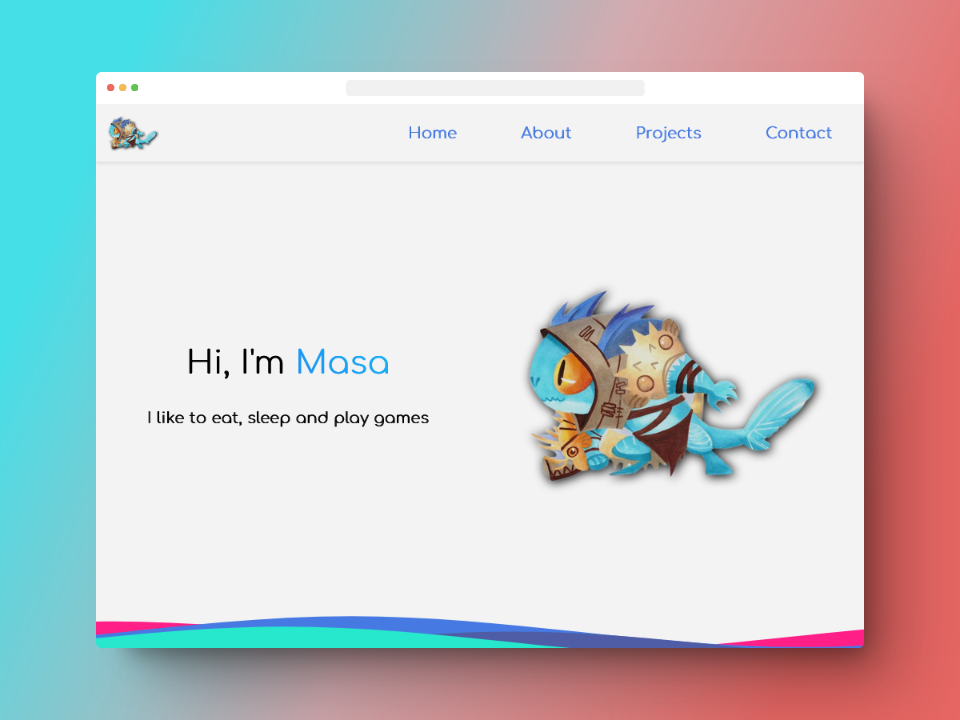 Home About Projects Contact
Hi, I'm Masa
I like to eat, sleep and play games